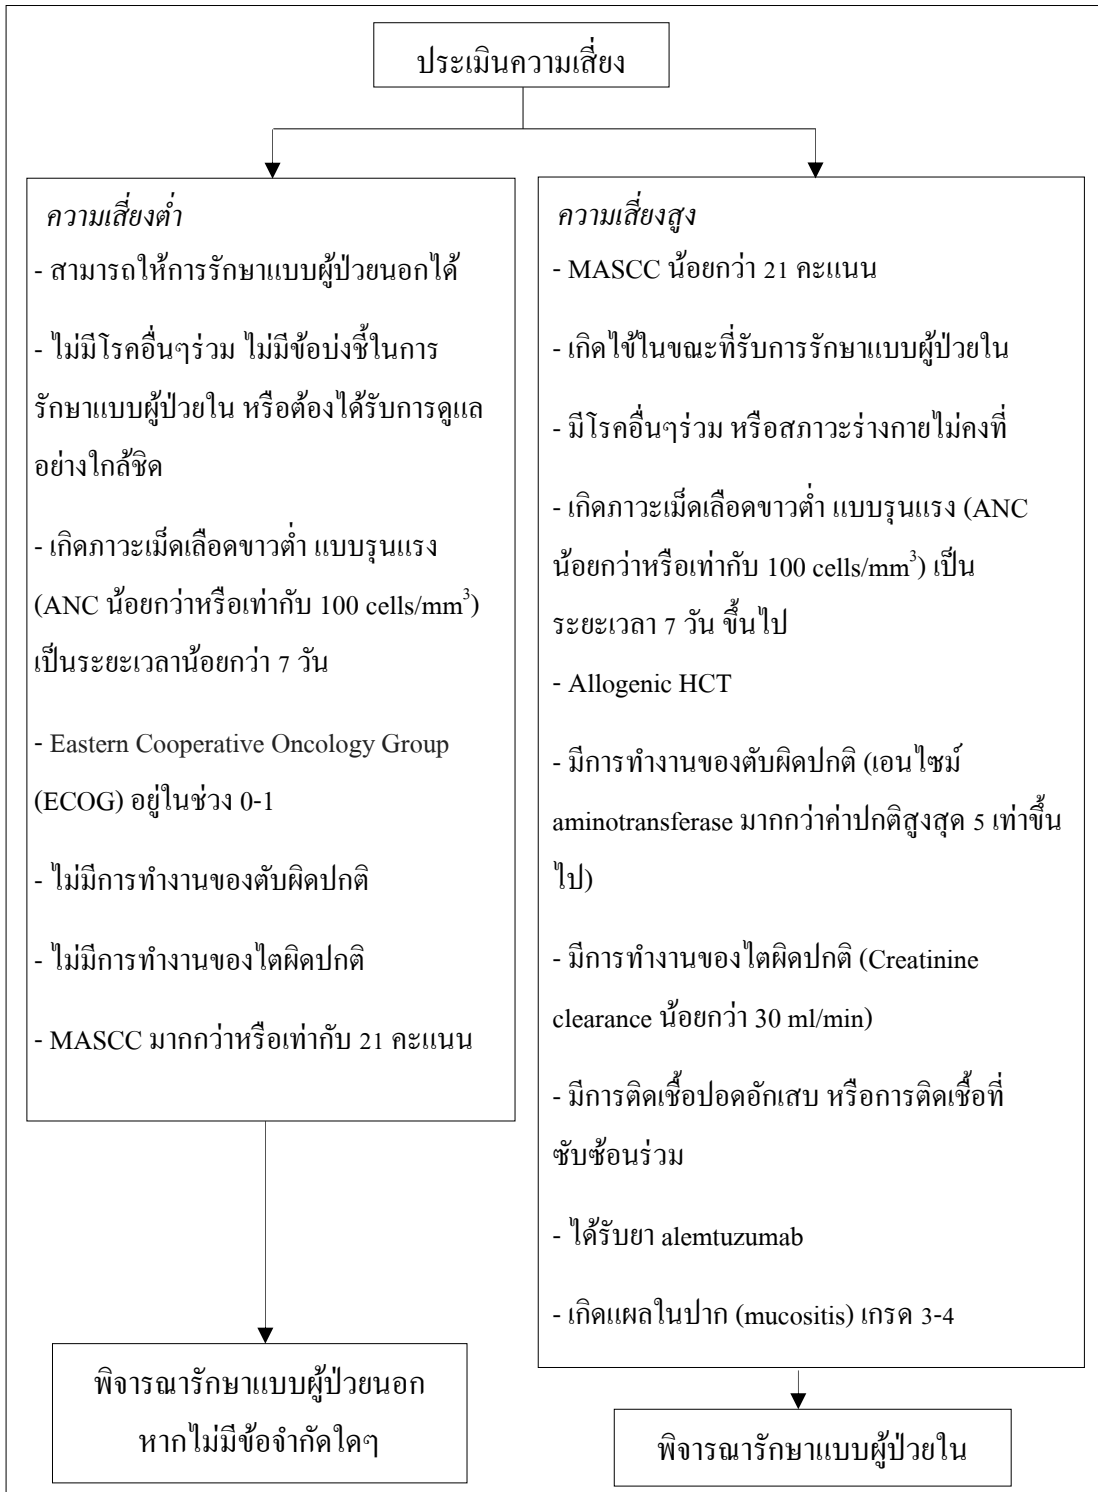 ประเมินความเสี่ยง
ความเสี่ยงต่ำ
- สามารถให้การรักษาแบบผู้ป่วยนอกได้
- ไม่มีโรคอื่นๆร่วม ไม่มีข้อบ่งชี้ในการ
รักษาแบบผู้ป่วยใน หรือต้องได้รับการดูแล
อย่างใกล้ชิด
- เกิดภาวะเม็ดเลือดขาวต่ำ แบบรุนแรง
(ANC น้อยกว่าหรือเท่ากับ 100 cells/mm³)
เป็นระยะเวลาน้อยกว่า 7 วัน
- Eastern Cooperative Oncology Group
(ECOG) อยู่ในช่วง 0-1
- ไม่มีการทำงานของตับผิดปกติ
- ไม่มีการทำงานของไตผิดปกติ
- MASCC มากกว่าหรือเท่ากับ 21 คะแนน
พิจารณารักษาแบบผู้ป่วยนอก
หากไม่มีข้อจำกัดใดๆ
ความเสี่ยงสูง
- MASCC น้อยกว่า 21 คะแนน
- เกิดไข้ในขณะที่รับการรักษาแบบผู้ป่วยใน
- มีโรคอื่นๆร่วม หรือสภาวะร่างกายไม่คงที่
- เกิดภาวะเม็ดเลือดขาวต่ำ แบบรุนแรง (ANC
น้อยกว่าหรือเท่ากับ 100 cells/mm³) เป็น
ระยะเวลา 7 วัน ขึ้นไป
- Allogenic HCT
- มีการทำงานของตับผิดปกติ (เอนไซม์
aminotransferase มากกว่าค่าปกติสูงสุด 5 เท่าขึ้น
ไป)
- มีการทำงานของไตผิดปกติ (Creatinine
clearance น้อยกว่า 30 ml/min)
- มีการติดเชื้อปอดอักเสบ หรือการติดเชื้อที่
ซับซ้อนร่วม
- ได้รับยา alemtuzumab
- เกิดแผลในปาก (mucositis) เกรด 3-4
พิจารณารักษาแบบผู้ป่วยใน